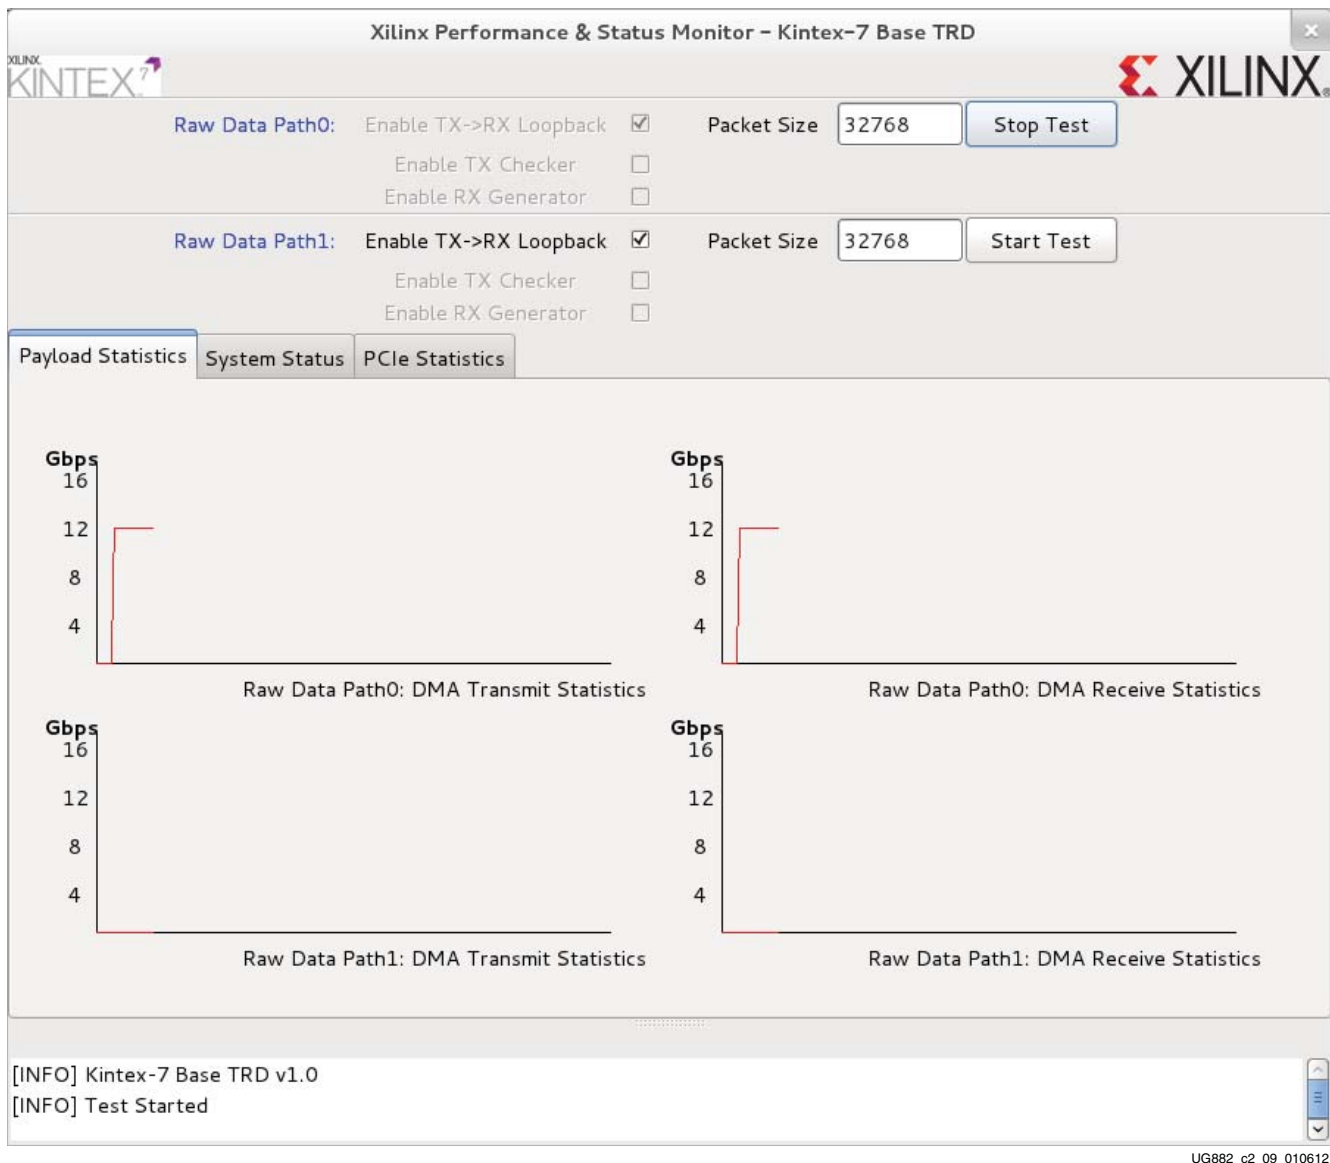 Xilinx Performance & Status Monitor – Kintex-7 Base TRD
XILINX
KINTEX 7
XILINX
Raw Data Path0: Enable TX->RX Loopback Packet Size 32768 Stop Test
Enable TX Checker
Enable RX Generator
Raw Data Path1: Enable TX->RX Loopback Packet Size 32768 Start Test
Enable TX Checker
Enable RX Generator
Payload Statistics System Status PCIe Statistics
Gbps
16
12
8
4
Raw Data Path0: DMA Transmit Statistics
Gbps
16
12
8
4
Raw Data Path0: DMA Receive Statistics
Gbps
16
12
8
4
Raw Data Path1: DMA Transmit Statistics
Gbps
16
12
8
4
Raw Data Path1: DMA Receive Statistics
[INFO] Kintex-7 Base TRD v1.0
[INFO] Test Started
UG882_c2_09_010612